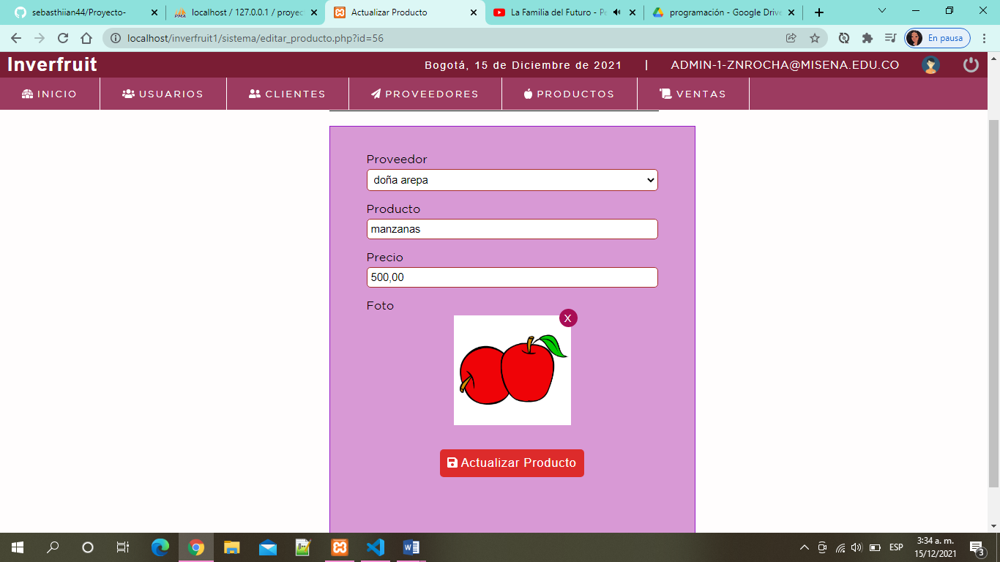 sebasthiian44/Proyecto-
localhost / 127.0.0.1 / proyec
Actualizar Producto
La Familia del Futuro - Pe
programación - Google Drive
localhost/inverfruit1/sistema/editar_producto.php?id=56
En pausa
Inverfruit
Bogotá, 15 de Diciembre de 2021 | ADMIN-1-ZNROCHA@MISENA.EDU.CO
INICIO USUARIOS CLIENTES PROVEEDORES PRODUCTOS VENTAS
Proveedor
doña arepa
Producto
manzanas
Precio
500,00
Foto
X
Actualizar Producto
ESP
3:34 a. m.
15/12/2021
3